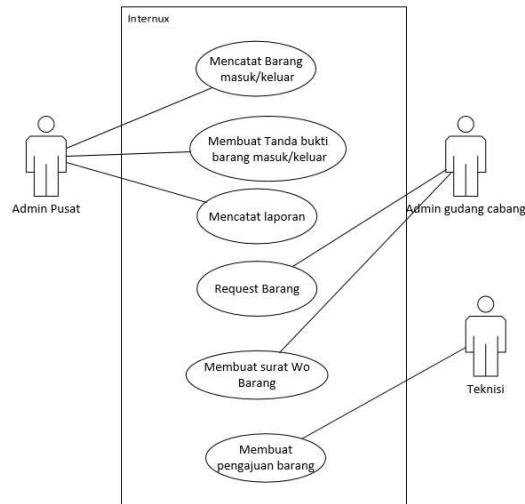 Internux
Mencatat Barang
masuk/keluar
Membuat Tanda bukti
barang masuk/keluar
Admin Pusat
Mencatat laporan
Admin gudang cabang
Request Barang
Membuat surat Wo
Barang
Teknisi
Membuat
pengajuan barang